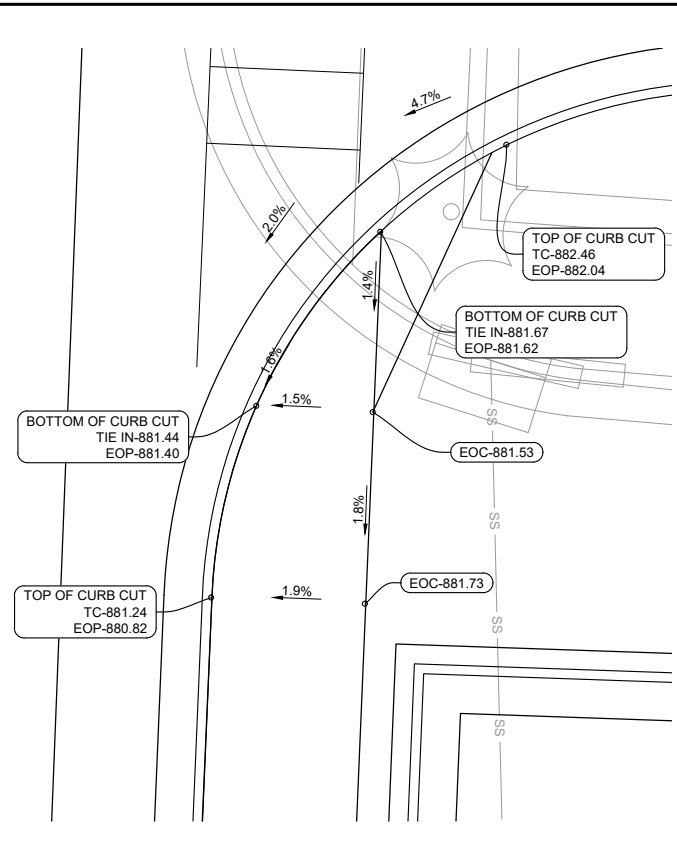 4.7%
2.0%
TOP OF CURB CUT
TC-882.46
EOP-882.04
1.4%
BOTTOM OF CURB CUT
TIE IN-881.67
EOP-881.62
1.6%
1.5%
BOTTOM OF CURB CUT
TIE IN-881.44
EOP-881.40
SS
EOC-881.53
1.8%
SS
EOC-881.73
1.9%
TOP OF CURB CUT
TC-881.24
EOP-880.82
SS
SS